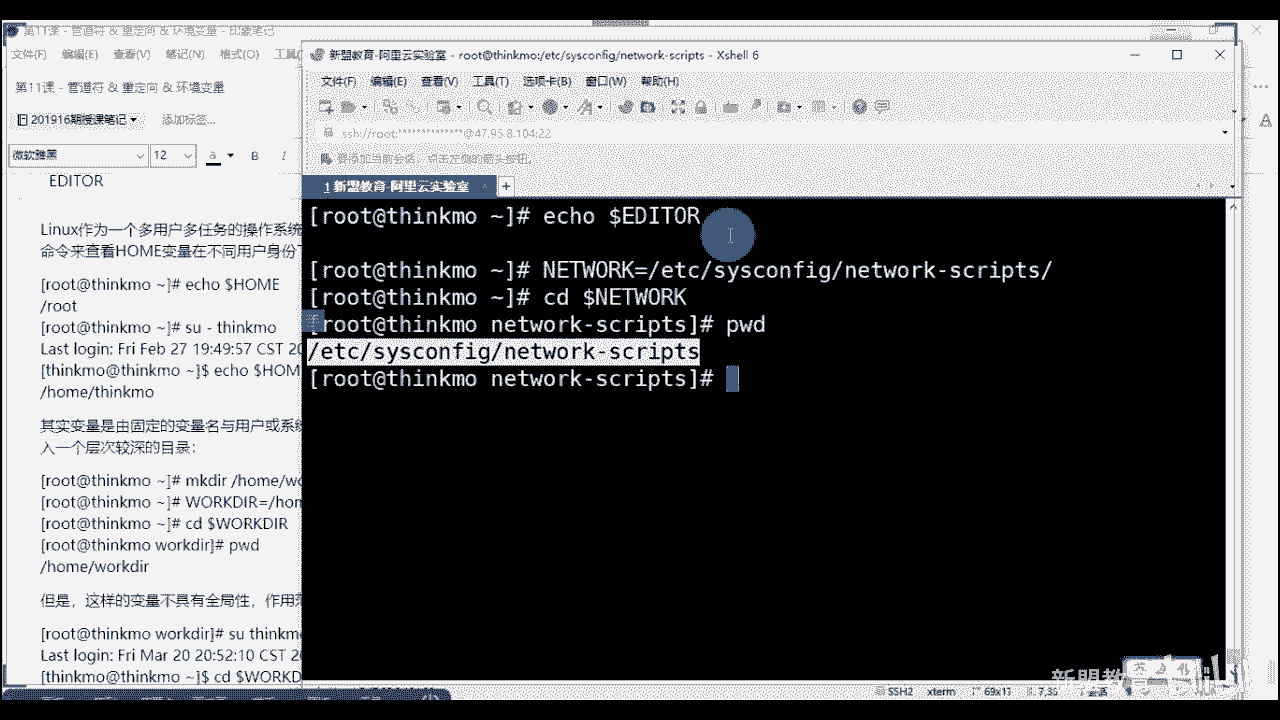 第11课 - 管道符 & 重定向 & 环境变量 - 印象笔记
文件(F) 编辑(E) 查看(V) 笔记(N) 格式(O) 工具(
第11课 - 管道符 & 重定向 & 环境变量
201916期授课笔记 添加标签...
微软雅黑 12 a B I
EDITOR
Linux作为一个多用户多任务的操作系统
命令来查看HOME变量在不同用户身份
[root@thinkmo ~]# echo $HOME
/root
[root@thinkmo ~]# su - thinkmo
Last login: Fri Feb 27 19:49:57 CST 20
[thinkmo@thinkmo ~]$ echo $HOM
/home/thinkmo
其实变量是由固定的变量名与用户或系统
入一个层次较深的目录:
[root@thinkmo ~]# mkdir /home/wo
[root@thinkmo ~]# WORKDIR=/hom
[root@thinkmo ~]# cd $WORKDIR
[root@thinkmo workdir]# pwd
/home/workdir
但是，这样的变量不具有全局性，作用
[root@thinkmo workdir]# su thinkm
Last login: Fri Mar 20 20:52:10 CST 2
[thinkmo@thinkmo ~]$ cd $WORKD
新盟教育-阿里云实验室 - root@thinkmo:/etc/sysconfig/network-scripts - Xshell 6
文件(F) 编辑(E) 查看(V) 工具(T) 选项卡(B) 窗口(W) 帮助(H)
ssh://root:**************@47.95.8.104:22
要添加当前会话，点击左侧的箭头按钮。
1 新盟教育-阿里云实验室 +
[root@thinkmo ~]# echo $EDITOR
[root@thinkmo ~]# NETWORK=/etc/sysconfig/network-scripts/
[root@thinkmo ~]# cd $NETWORK
[root@thinkmo network-scripts]# pwd
/etc/sysconfig/network-scripts
[root@thinkmo network-scripts]#
新盟教
SSH2 xterm 69x17 7,35